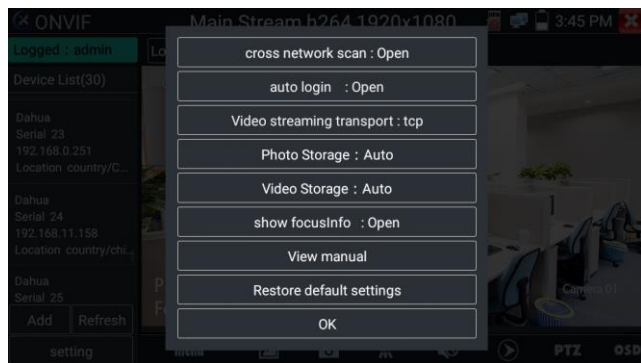 ONVIF
Main Stream h264 1920x1080
3:45 PM
Logged : admin
Lo
Device List(30)
Dahua
Serial 23
192.168.0.251
Location country/C...
Dahua
Serial 24
192.168.11.158
Location country/chi..
Dahua
Serial 25
Add
Refresh
setting
cross network scan : Open
auto login : Open
Video streaming transport : tcp
Photo Storage : Auto
Video Storage : Auto
show focusInfo : Open
View manual
Restore default settings
OK
Camera 01
PTZ
OSD